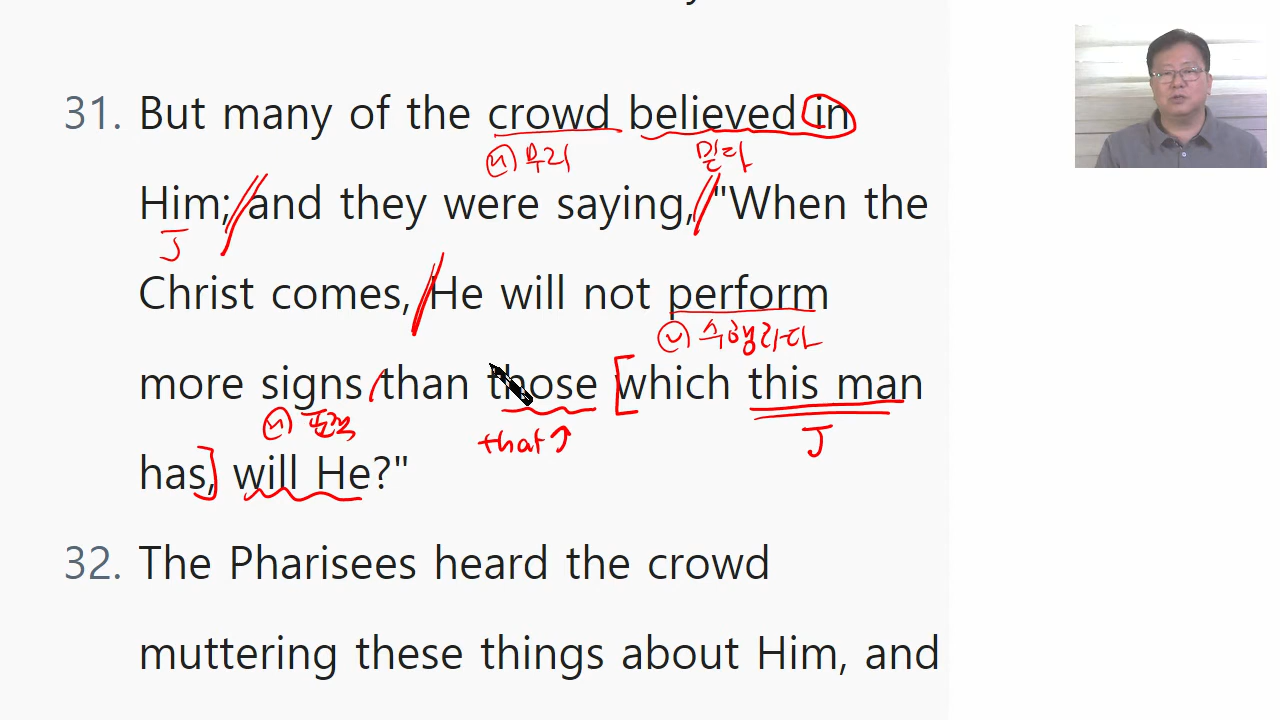 31. But many of the crowd believed in
ⓝ 무리 믿다
Him; and they were saying, "When the
J
Christ comes, He will not perform
ⓥ 수행하다
more signs than those which this man
ⓝ 표적 that↑ J
has, will He?"
32. The Pharisees heard the crowd
muttering these things about Him, and